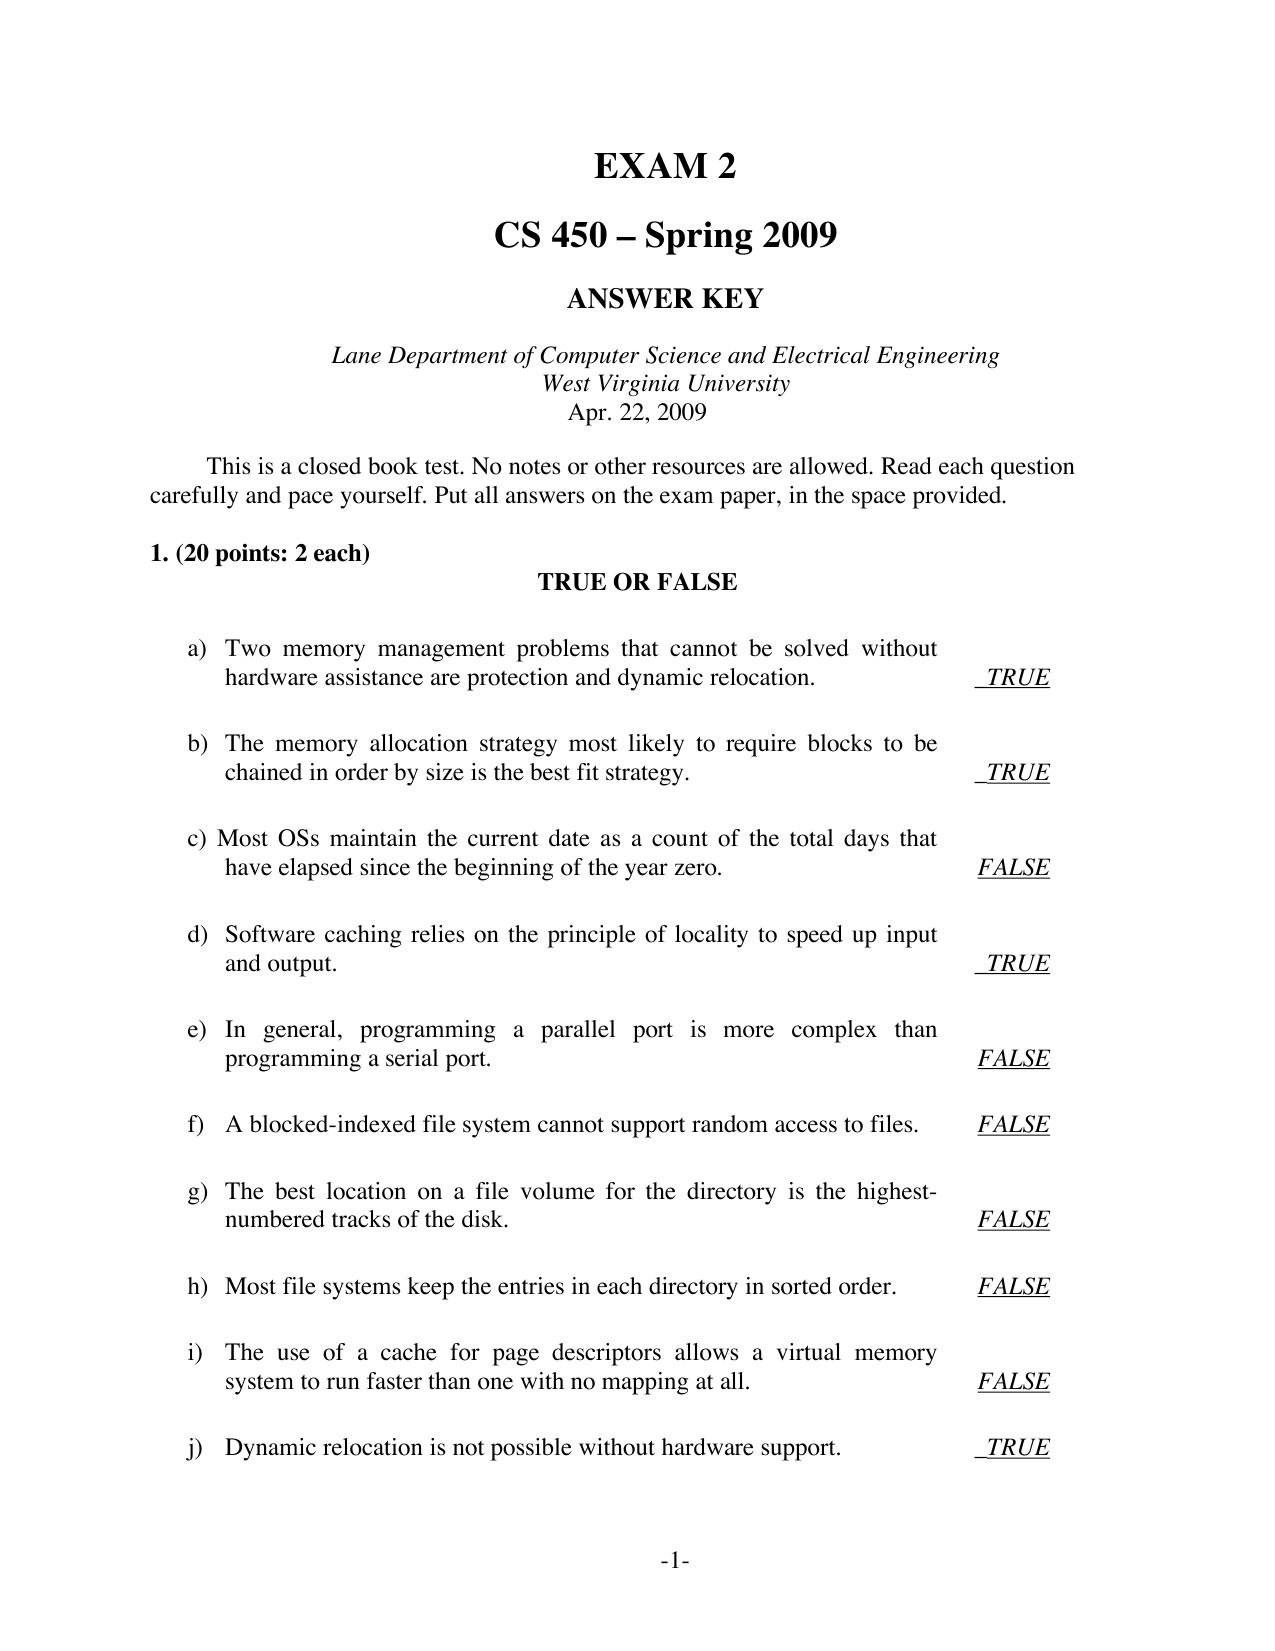 EXAM 2
CS 450 – Spring 2009
ANSWER KEY
Lane Department of Computer Science and Electrical Engineering
West Virginia University
Apr. 22, 2009
This is a closed book test. No notes or other resources are allowed. Read each question
carefully and pace yourself. Put all answers on the exam paper, in the space provided.
1. (20 points: 2 each)
TRUE OR FALSE
a) Two memory management problems that cannot be solved without
hardware assistance are protection and dynamic relocation. _TRUE
b) The memory allocation strategy most likely to require blocks to be
chained in order by size is the best fit strategy. _TRUE
c) Most OSs maintain the current date as a count of the total days that
have elapsed since the beginning of the year zero. FALSE
d) Software caching relies on the principle of locality to speed up input
and output. _TRUE
e) In general, programming a parallel port is more complex than
programming a serial port. FALSE
f) A blocked-indexed file system cannot support random access to files. FALSE
g) The best location on a file volume for the directory is the highest-
numbered tracks of the disk. FALSE
h) Most file systems keep the entries in each directory in sorted order. FALSE
i) The use of a cache for page descriptors allows a virtual memory
system to run faster than one with no mapping at all. FALSE
j) Dynamic relocation is not possible without hardware support. _TRUE
-1-